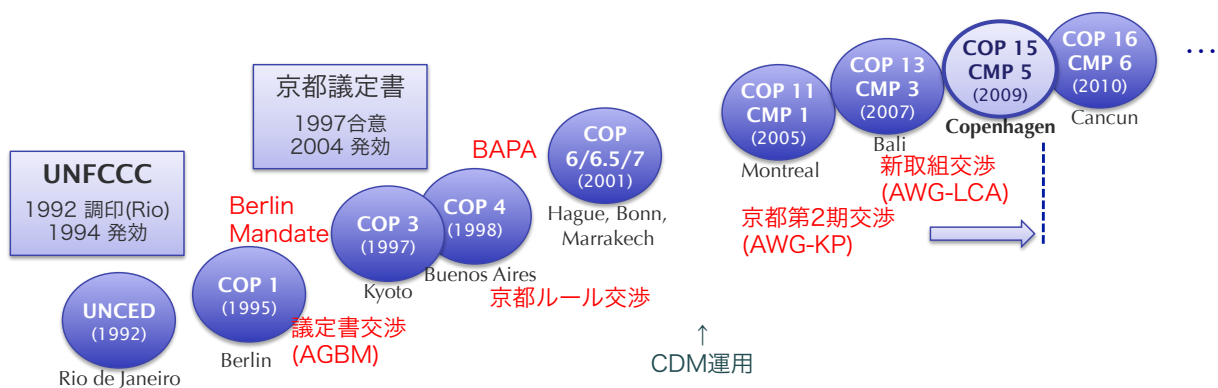 UNFCCC
1992 調印(Rio)
1994 発効
UNCED
(1992)
Rio de Janeiro
COP 1
(1995)
Berlin
Berlin
Mandate
議定書交渉
(AGBM)
京都議定書
1997合意
2004 発効
COP 3
(1997)
Kyoto
COP 4
(1998)
Buenos Aires
BAPA
京都ルール交渉
COP
6/6.5/7
(2001)
Hague, Bonn,
Marrakech
↑
CDM運用
COP 11
CMP 1
(2005)
Montreal
京都第2期交渉
(AWG-KP)
COP 13
CMP 3
(2007)
Bali
新取組交渉
(AWG-LCA)
COP 15
CMP 5
(2009)
Copenhagen
COP 16
CMP 6
(2010)
Cancun
…